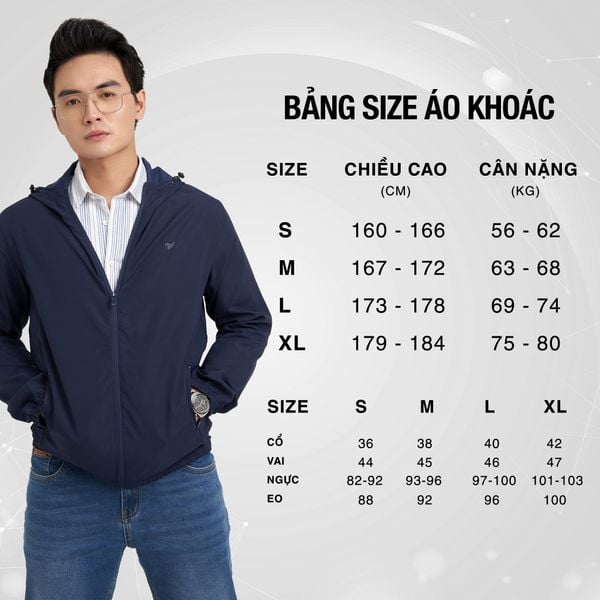 BẢNG SIZE ÁO KHOÁC
SIZE CHIỀU CAO CÂN NẶNG
(CM) (KG)
S 160 - 166 56 - 62
M 167 - 172 63 - 68
L 173 - 178 69 - 74
XL 179 - 184 75 - 80
SIZE S M L XL
CỔ 36 38 40 42
VAI 44 45 46 47
NGỰC 82-92 93-96 97-100 101-103
EO 88 92 96 100